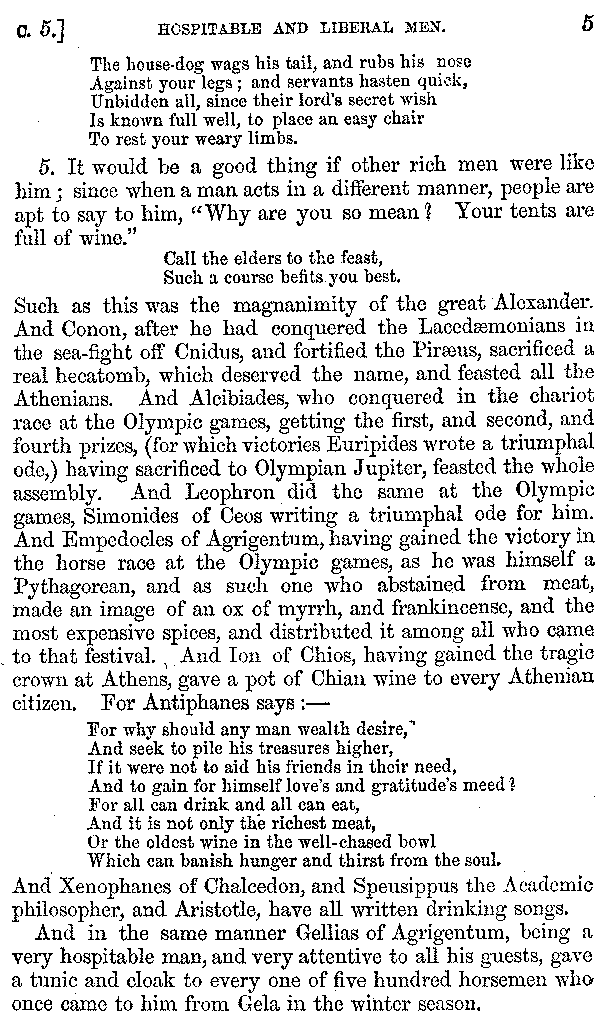 C. 5.] HOSPITABLE AND LIBERAL MEN. 5
The house-dog wags his tail, and rubs his nose
Against your legs; and servants hasten quick,
Unbidden all, since their lord's secret wish
Is known full well, to place an easy chair
To rest your weary limbs.
5. It would be a good thing if other rich men were like
him; since when a man acts in a different manner, people are
apt to say to him, “Why are you so mean? Your tents are
full of wine.”
Call the elders to the feast,
Such a course befits you best.
Such as this was the magnanimity of the great Alexander.
And Conon, after he had conquered the Lacedæmonians in
the sea-fight off Cnidus, and fortified the Piræus, sacrificed a
real hecatomb, which deserved the name, and feasted all the
Athenians. And Alcibiades, who conquered in the chariot
race at the Olympic games, getting the first, and second, and
fourth prizes, (for which victories Euripides wrote a triumphal
ode,) having sacrificed to Olympian Jupiter, feasted the whole
assembly. And Leophron did the same at the Olympic
games, Simonides of Ceos writing a triumphal ode for him.
And Empedocles of Agrigentum, having gained the victory in
the horse race at the Olympic games, as he was himself a
Pythagorean, and as such one who abstained from meat,
made an image of an ox of myrrh, and frankincense, and the
most expensive spices, and distributed it among all who came
to that festival. And Ion of Chios, having gained the tragic
crown at Athens, gave a pot of Chian wine to every Athenian
citizen. For Antiphanes says:—
For why should any man wealth desire,
And seek to pile his treasures higher,
If it were not to aid his friends in their need,
And to gain for himself love's and gratitude's meed?
For all can drink and all can eat,
And it is not only the richest meat,
Or the oldest wine in the well-chased bowl
Which can banish hunger and thirst from the soul.
And Xenophanes of Chalcedon, and Speusippus the Academic
philosopher, and Aristotle, have all written drinking songs.
And in the same manner Gellias of Agrigentum, being a
very hospitable man, and very attentive to all his guests, gave
a tunic and cloak to every one of five hundred horsemen who
once came to him from Gela in the winter season.